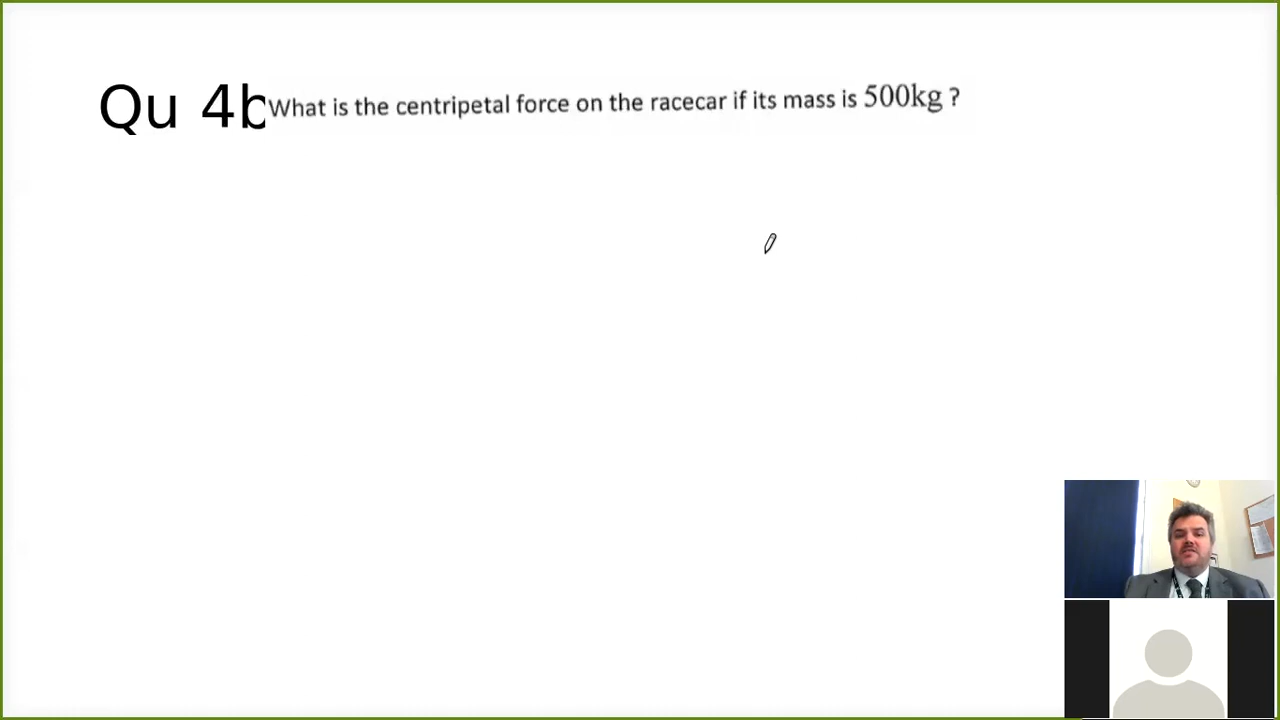 Qu 4b What is the centripetal force on the racecar if its mass is 500kg ?